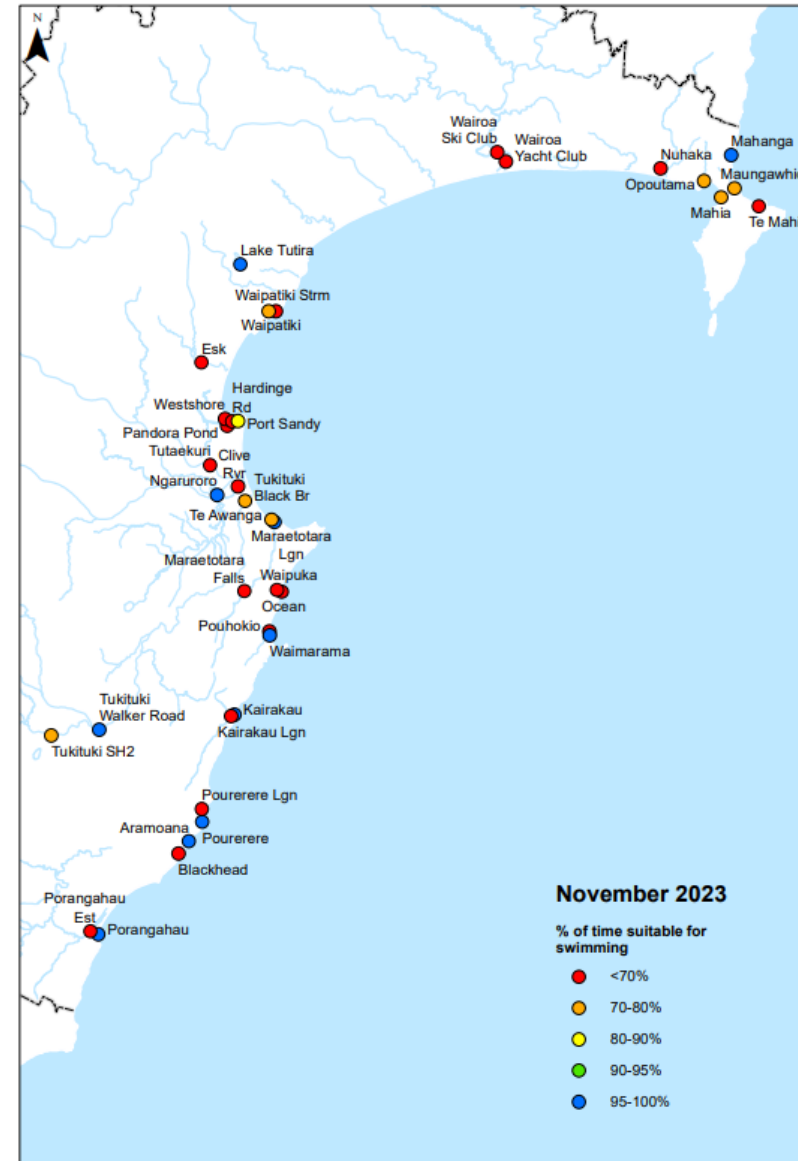 N
Wairoa
Ski Club
Wairoa
Yacht Club
Nuhaka
Mahanga
Opoutama
Maungawhio
Mahia
Te Mahi
Lake Tutira
Waipatiki Strm
Waipatiki
Esk
Hardinge
Rd
Westshore
Port Sandy
Pandora Pond
Tutaekuri
Clive
Rvr
Ngaruroro
Tukituki
Black Br
Te Awanga
Maraetotara
Lgn
Maraetotara
Falls
Waipuka
Ocean
Pouhokio
Waimarama
Tukituki
Walker Road
Kairakau
Kairakau Lgn
Tukituki SH2
Pourerere Lgn
Aramoana
Pourerere
Blackhead
Porangahau
Est
Porangahau
November 2023
% of time suitable for
swimming
<70%
70-80%
80-90%
90-95%
95-100%